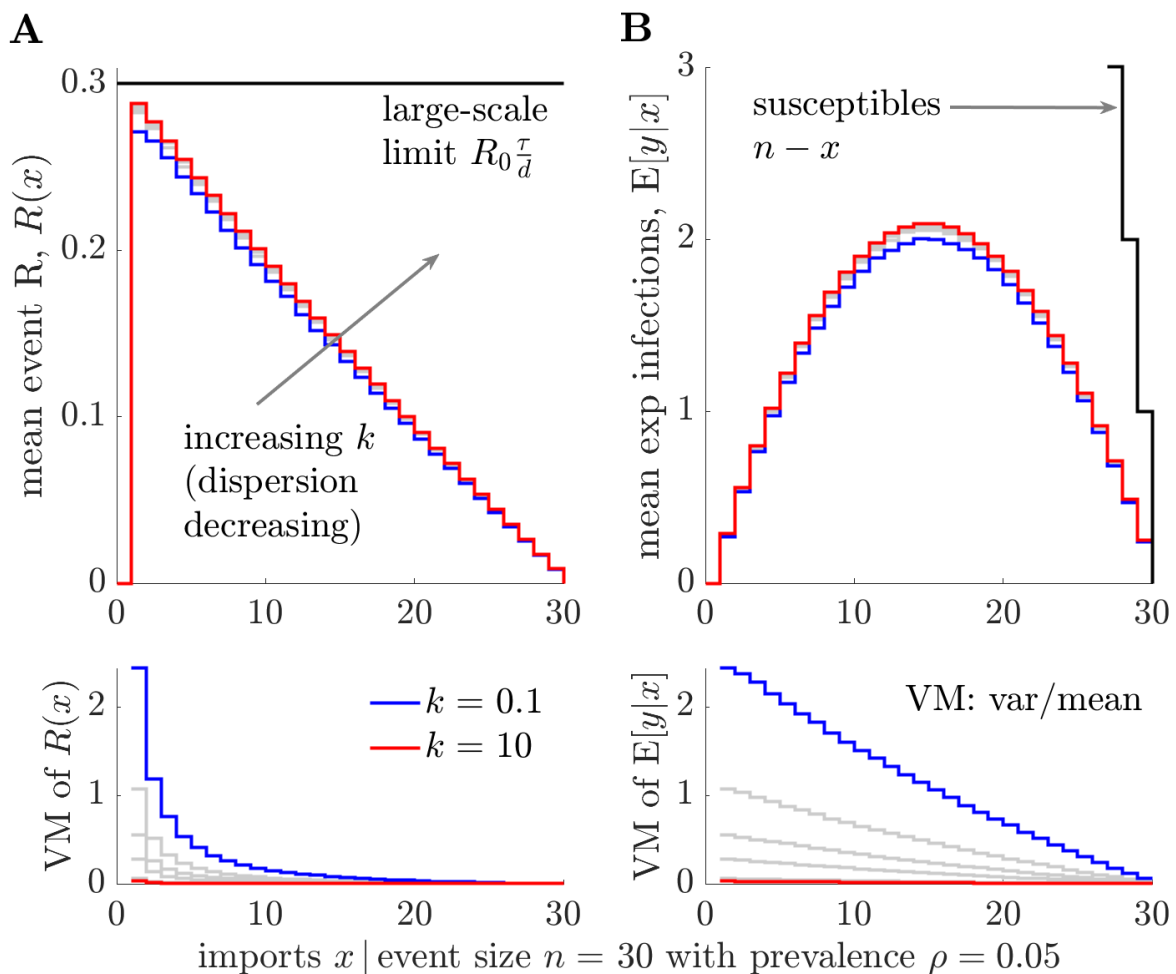 A
mean event R, R(x)
0.3
0.2
0.1
0
large-scale
limit R₀ τ/d
increasing k
(dispersion
decreasing)
0 10 20 30
B
mean exp infections, E[y|x]
3
2
1
0
susceptibles
n − x
0 10 20 30
VM of R(x)
2
1
0
k = 0.1
k = 10
0 10 20 30
VM of E[y|x]
2
1
0
VM: var/mean
0 10 20 30
imports x | event size n = 30 with prevalence ρ = 0.05